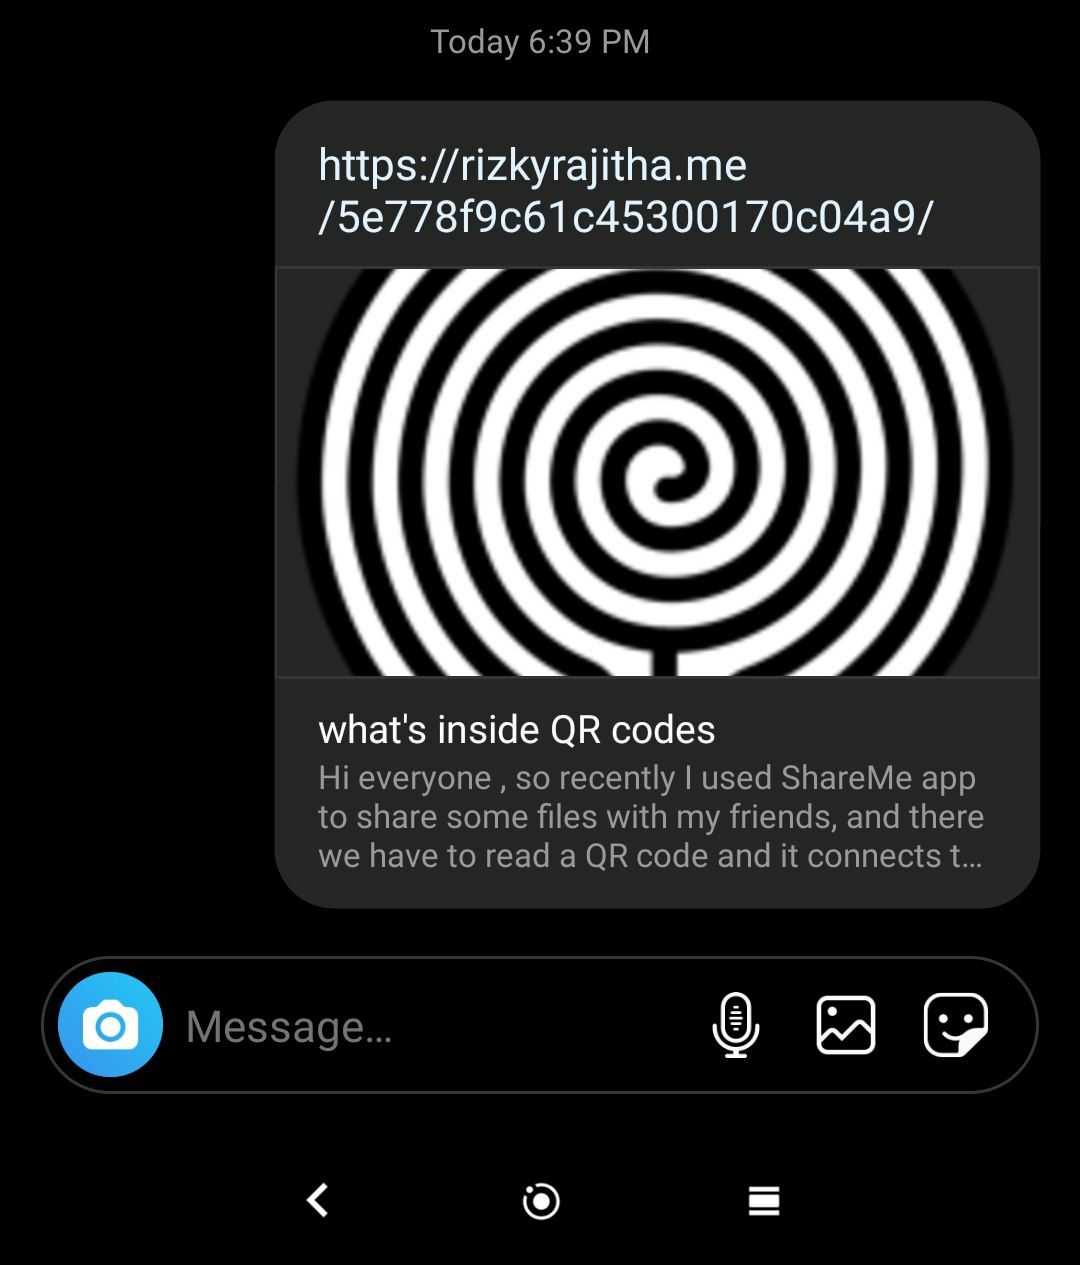 Today 6:39 PM
https://rizkyrajitha.me
/5e778f9c61c45300170c04a9/
what's inside QR codes
Hi everyone , so recently I used ShareMe app
to share some files with my friends, and there
we have to read a QR code and it connects t...
Message...